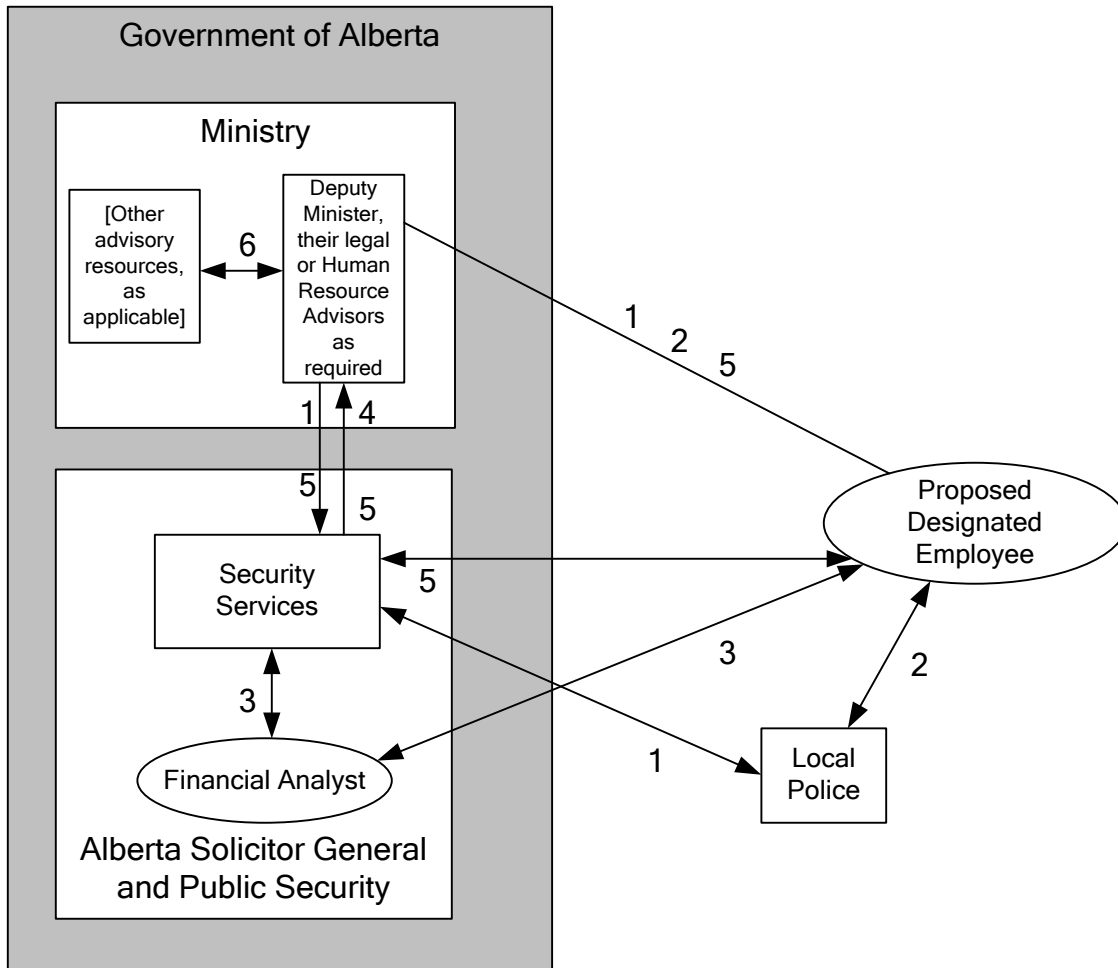 Government of Alberta
Ministry
[Other
advisory
resources,
as
applicable]
6
Deputy
Minister,
their legal
or Human
Resource
Advisors
as
required
1
2
5
1
4
5
5
Security
Services
5
Proposed
Designated
Employee
3
3
2
1
Financial Analyst
Local
Police
Alberta Solicitor General
and Public Security